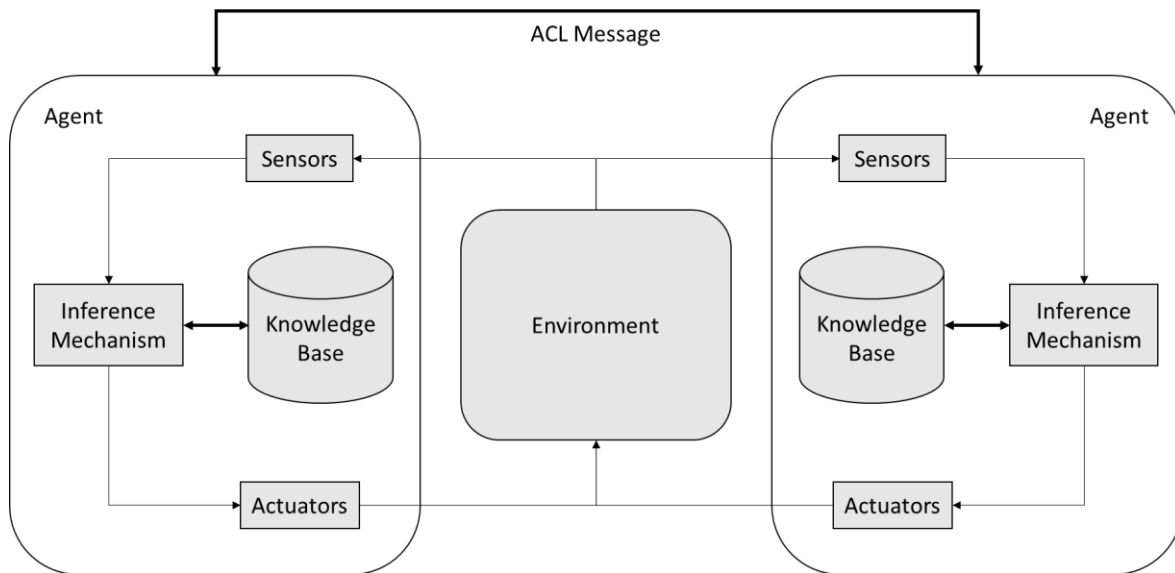 ACL Message
Agent
Agent
Sensors
Sensors
Inference
Mechanism
Knowledge
Base
Environment
Knowledge
Base
Inference
Mechanism
Actuators
Actuators